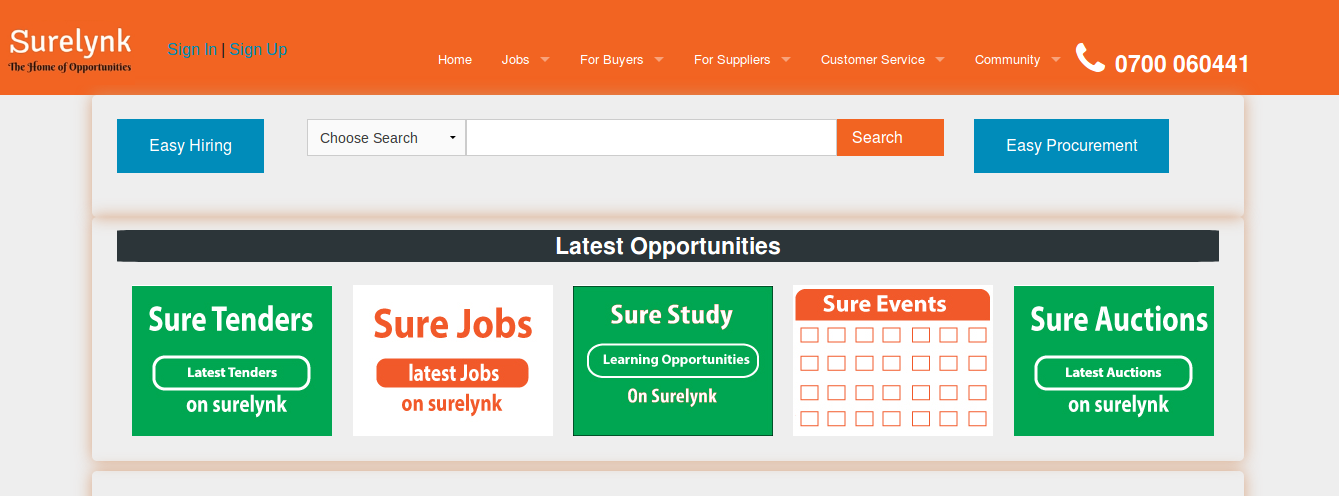 Surelynk
The Home of Opportunities
Sign In | Sign Up
Home Jobs For Buyers For Suppliers Customer Service Community 0700 060441
Easy Hiring
Choose Search
Search
Easy Procurement
Latest Opportunities
Sure Tenders
Latest Tenders
on surelynk
Sure Jobs
latest Jobs
on surelynk
Sure Study
Learning Opportunities
On Surelynk
Sure Events
Sure Auctions
Latest Auctions
on surelynk